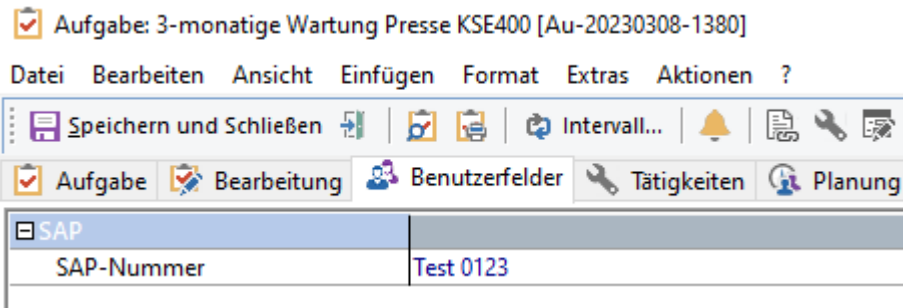 Aufgabe: 3-monatige Wartung Presse KSE400 [Au-20230308-1380]
Datei Bearbeiten Ansicht Einfügen Format Extras Aktionen ?
Speichern und Schließen Intervall...
Aufgabe Bearbeitung Benutzerfelder Tätigkeiten Planung
SAP
SAP-Nummer Test 0123